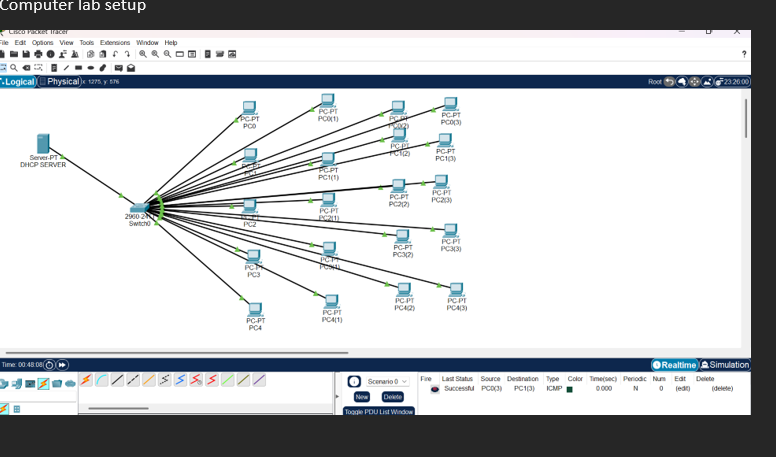 Computer lab setup
Cisco Packet Tracer
File Edit Options View Tools Extensions Window Help
?
Logical Physical x: 1275, y: 576
Root 23:26:00
PC-PT
PC0
PC-PT
PC0(1)
PC-PT
PC0(2)
PC-PT
PC0(3)
PC-PT
PC1(2)
PC-PT
PC1(3)
Server-PT
DHCP SERVER
PC-PT
PC-PT
PC1(1)
PC-PT
PC2(2)
PC-PT
PC2(3)
2960-24
Switch0
PC-PT
PC2
PC-PT
PC2(1)
PC-PT
PC3(2)
PC-PT
PC3(3)
PC-PT
PC3
PC-PT
PC3(1)
PC-PT
PC4
PC-PT
PC4(1)
PC-PT
PC4(2)
PC-PT
PC4(3)
Time: 00:48:08
Realtime Simulation
Scenario 0
New Delete
Toggle PDU List Window
Fire Last Status Source Destination Type Color Time(sec) Periodic Num Edit Delete
Successful PC0(3) PC1(3) ICMP 0.000 N 0 (edit) (delete)